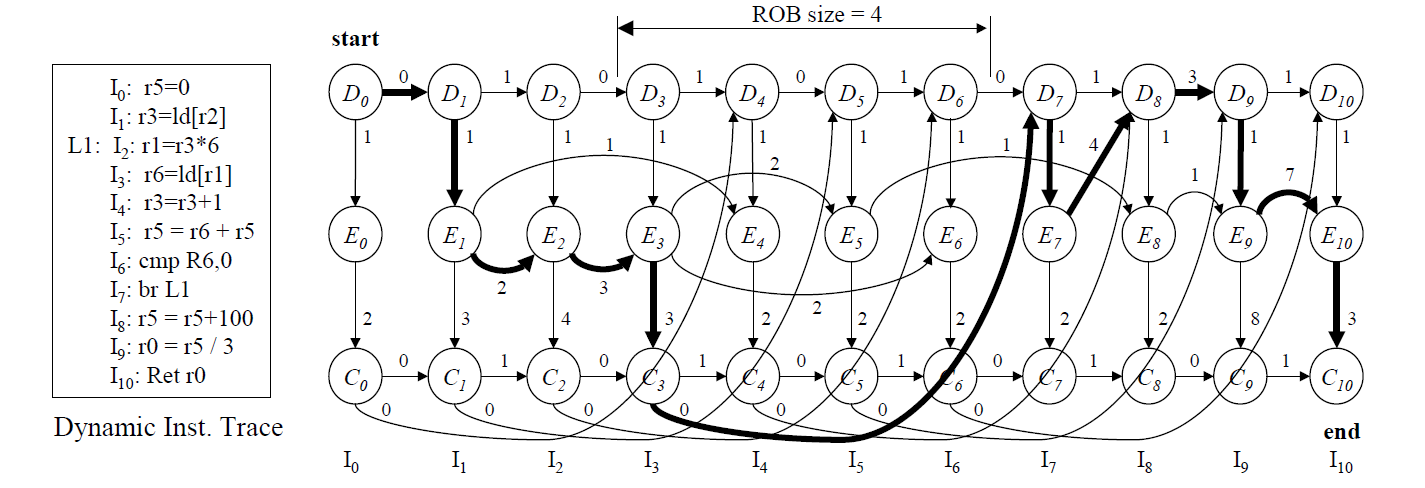 ROB size = 4
start
0 1 0 1 0 1 0 1 3 1
D0 D1 D2 D3 D4 D5 D6 D7 D8 D9 D10
I0: r5=0
I1: r3=ld[r2]
L1: I2: r1=r3*6
I3: r6=ld[r1]
I4: r3=r3+1
I5: r5 = r6 + r5
I6: cmp R6,0
I7: br L1
I8: r5 = r5+100
I9: r0 = r5 / 3
I10: Ret r0
Dynamic Inst. Trace
1 1 1 1 1 1 1 1 1 1 1
1 2 1 4 1 7
E0 E1 E2 E3 E4 E5 E6 E7 E8 E9 E10
2 3 2
2 3 4 3 2 2 2 2 2 8 3
0 1 0 1 0 1 0 1 0 1
C0 C1 C2 C3 C4 C5 C6 C7 C8 C9 C10
0 0 0 0 0 0 0
end
I0 I1 I2 I3 I4 I5 I6 I7 I8 I9 I10